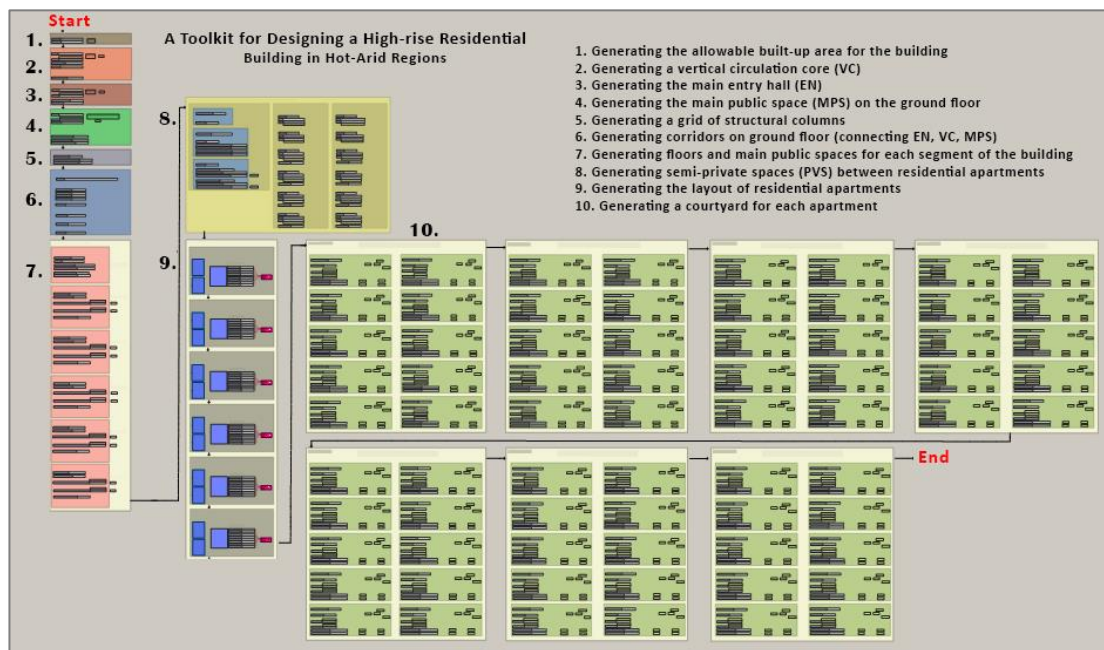 Start
A Toolkit for Designing a High-rise Residential
Building in Hot-Arid Regions
1.
2.
3.
4.
5.
6.
7.
8.
9.
10.
1. Generating the allowable built-up area for the building
2. Generating a vertical circulation core (VC)
3. Generating the main entry hall (EN)
4. Generating the main public space (MPS) on the ground floor
5. Generating a grid of structural columns
6. Generating corridors on ground floor (connecting EN, VC, MPS)
7. Generating floors and main public spaces for each segment of the building
8. Generating semi-private spaces (PVS) between residential apartments
9. Generating the layout of residential apartments
10. Generating a courtyard for each apartment
End